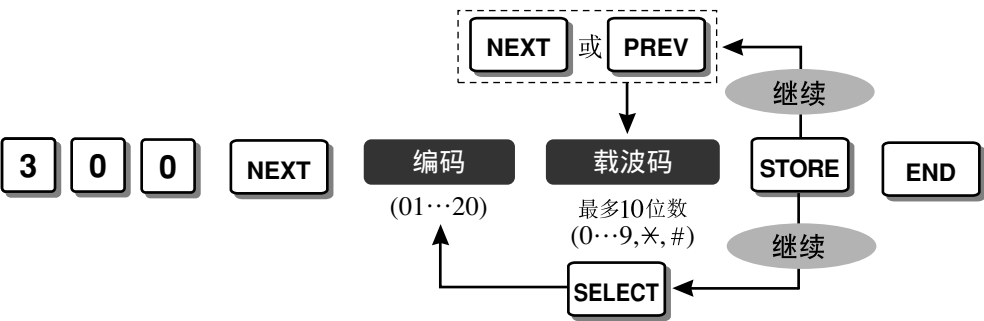 NEXT 或 PREV
继续
3 0 0 NEXT 编码 载波码 STORE END
(01…20) 最多10位数
(0…9,✳,#)
继续
SELECT